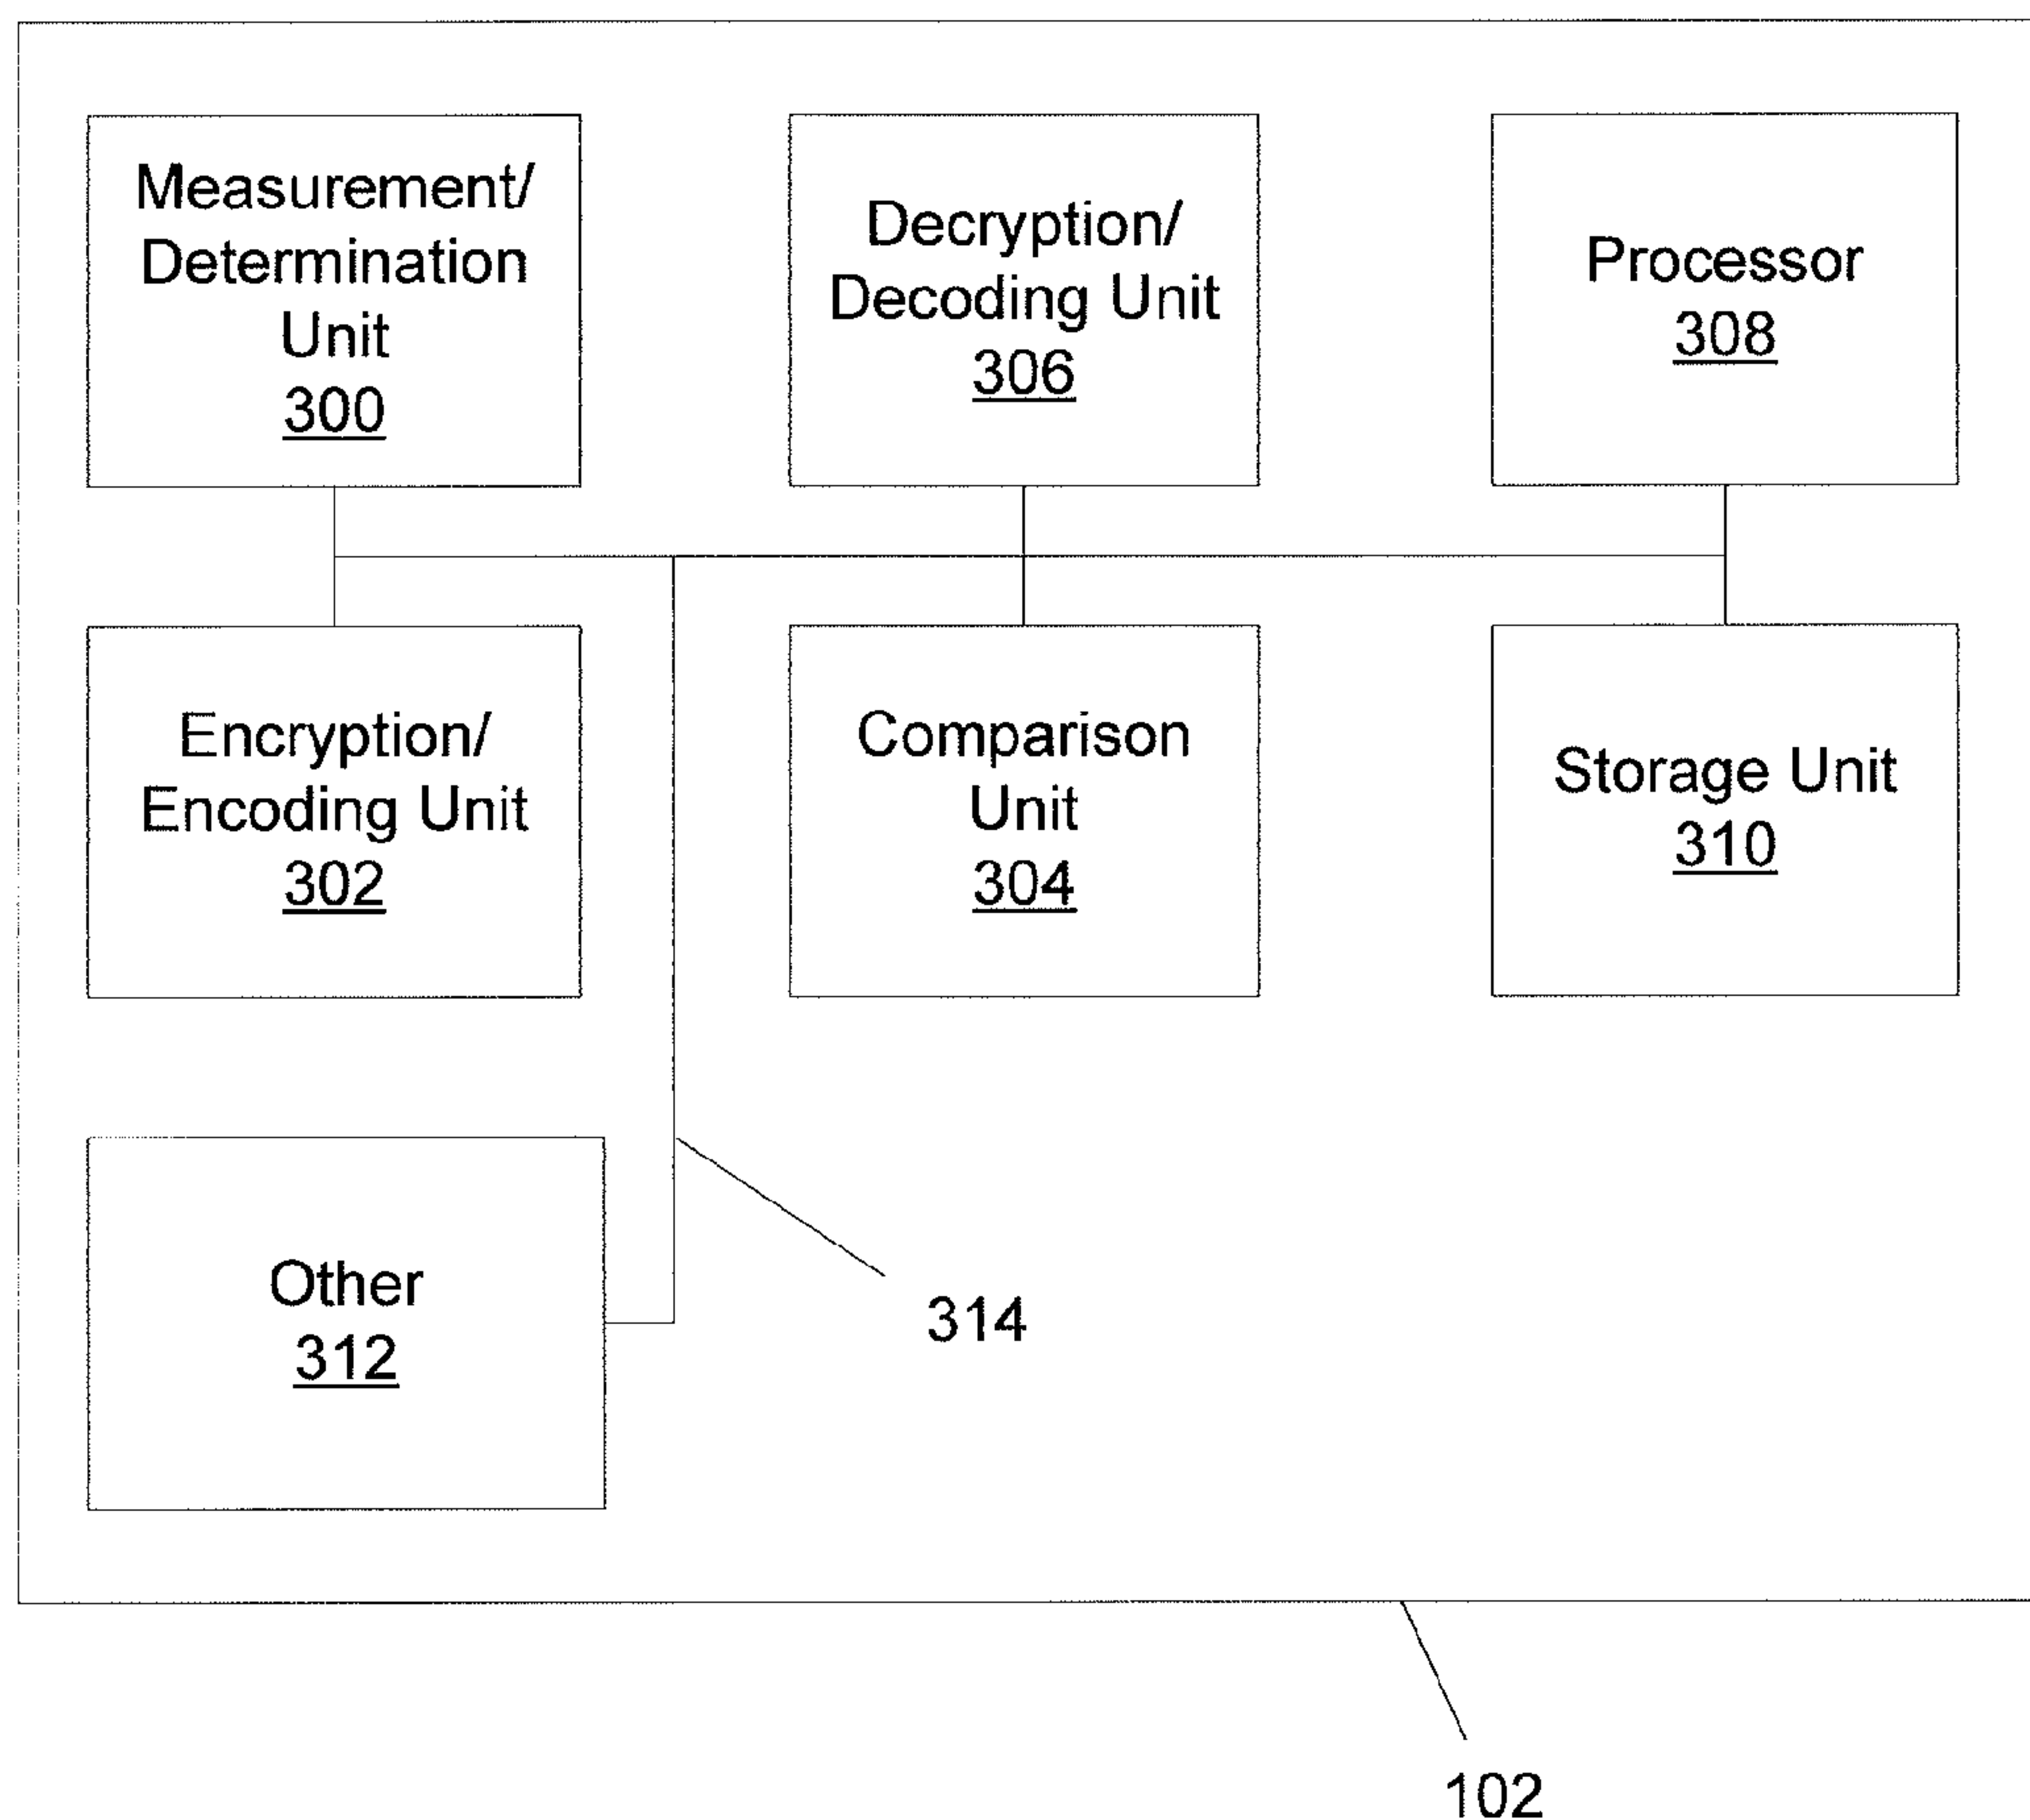 Measurement/
Determination
Unit
300
Decryption/
Decoding Unit
306
Processor
308
Encryption/
Encoding Unit
302
Comparison
Unit
304
Storage Unit
310
Other
312
314
102